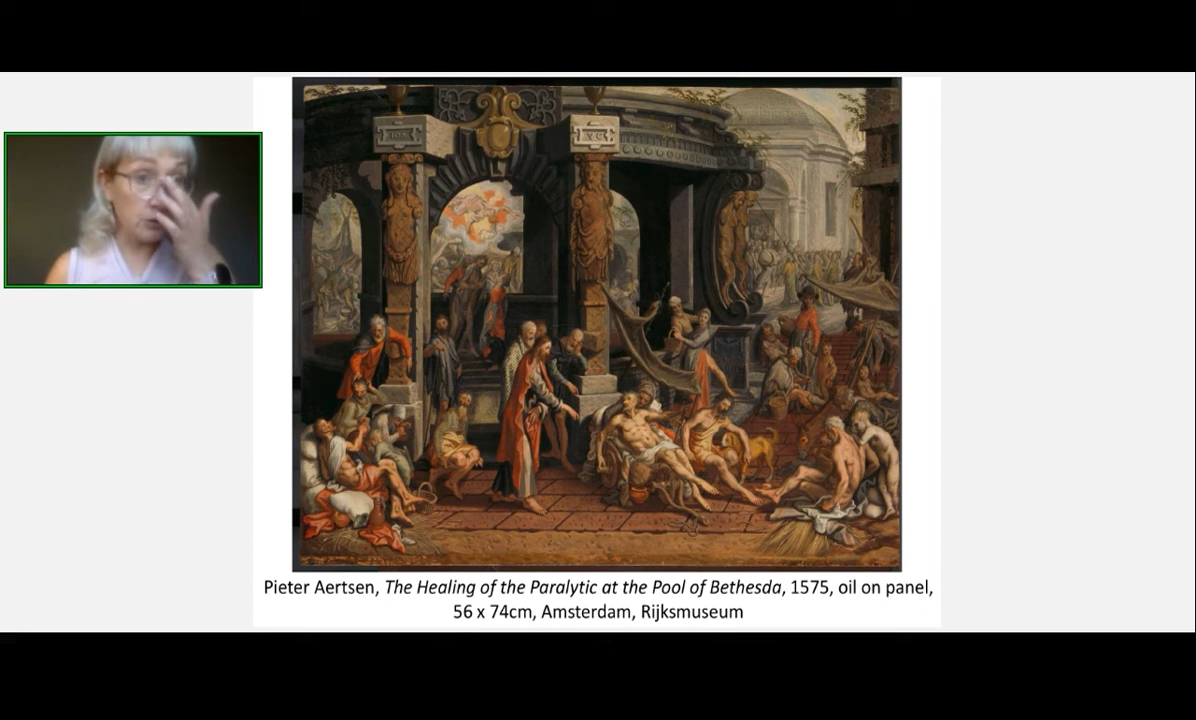 Pieter Aertsen, The Healing of the Paralytic at the Pool of Bethesda, 1575, oil on panel,
56 x 74cm, Amsterdam, Rijksmuseum